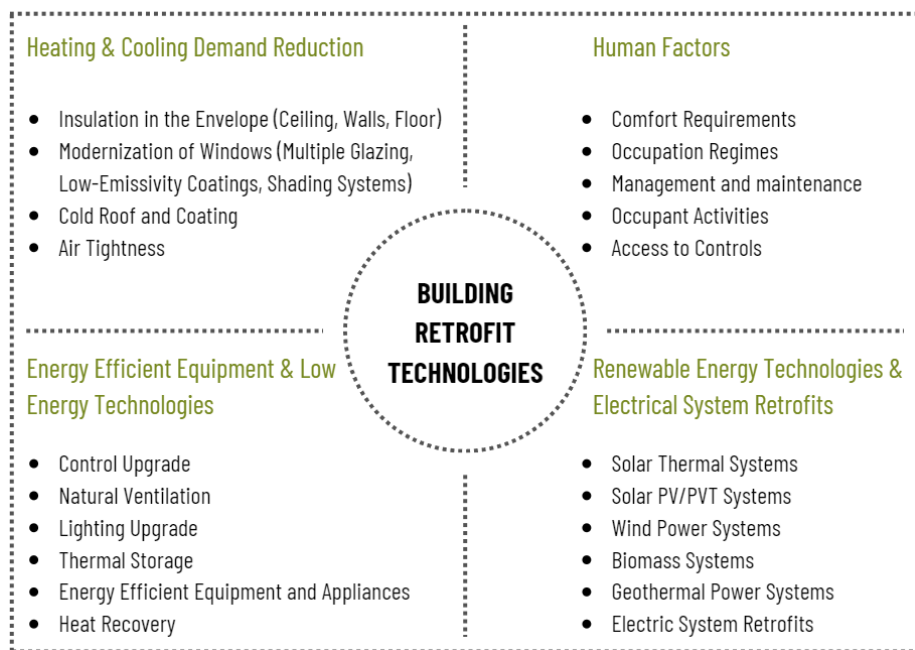 Heating & Cooling Demand Reduction
• Insulation in the Envelope (Ceiling, Walls, Floor)
• Modernization of Windows (Multiple Glazing,
Low-Emissivity Coatings, Shading Systems)
• Cold Roof and Coating
• Air Tightness
Human Factors
• Comfort Requirements
• Occupation Regimes
• Management and maintenance
• Occupant Activities
• Access to Controls
BUILDING
RETROFIT
TECHNOLOGIES
Energy Efficient Equipment & Low
Energy Technologies
• Control Upgrade
• Natural Ventilation
• Lighting Upgrade
• Thermal Storage
• Energy Efficient Equipment and Appliances
• Heat Recovery
Renewable Energy Technologies &
Electrical System Retrofits
• Solar Thermal Systems
• Solar PV/PVT Systems
• Wind Power Systems
• Biomass Systems
• Geothermal Power Systems
• Electric System Retrofits